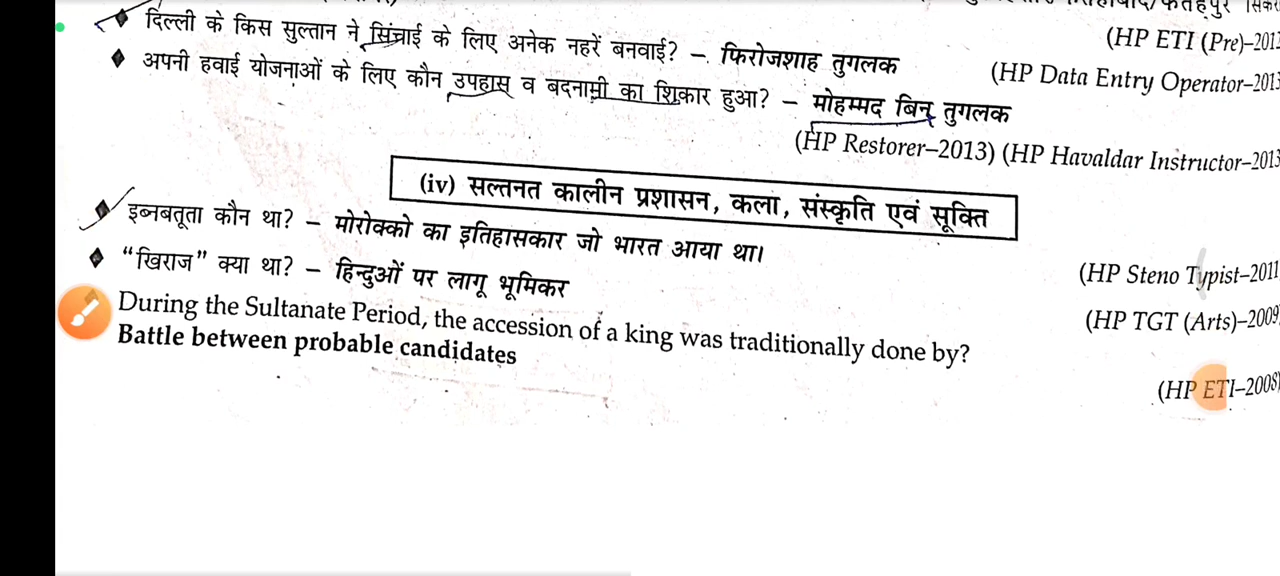 दिल्ली के किस सुल्तान ने सिंचाई के लिए अनेक नहरें बनवाई? – फिरोजशाह तुगलक
(HP ETI (Pre)–201
अपनी हवाई योजनाओं के लिए कौन उपहास व बदनामी का शिकार हुआ? – मोहम्मद बिन तुगलक
(HP Data Entry Operator–2013
(HP Restorer–2013) (HP Havaldar Instructor–2013
(iv) सल्तनत कालीन प्रशासन, कला, संस्कृति एवं सूक्ति
इब्नबतूता कौन था? – मोरोक्को का इतिहासकार जो भारत आया था।
(HP Steno Typist–2011
“खिराज” क्या था? – हिन्दुओं पर लागू भूमिकर
(HP TGT (Arts)–2009
During the Sultanate Period, the accession of a king was traditionally done by?
Battle between probable candidates
(HP ETI–2008)